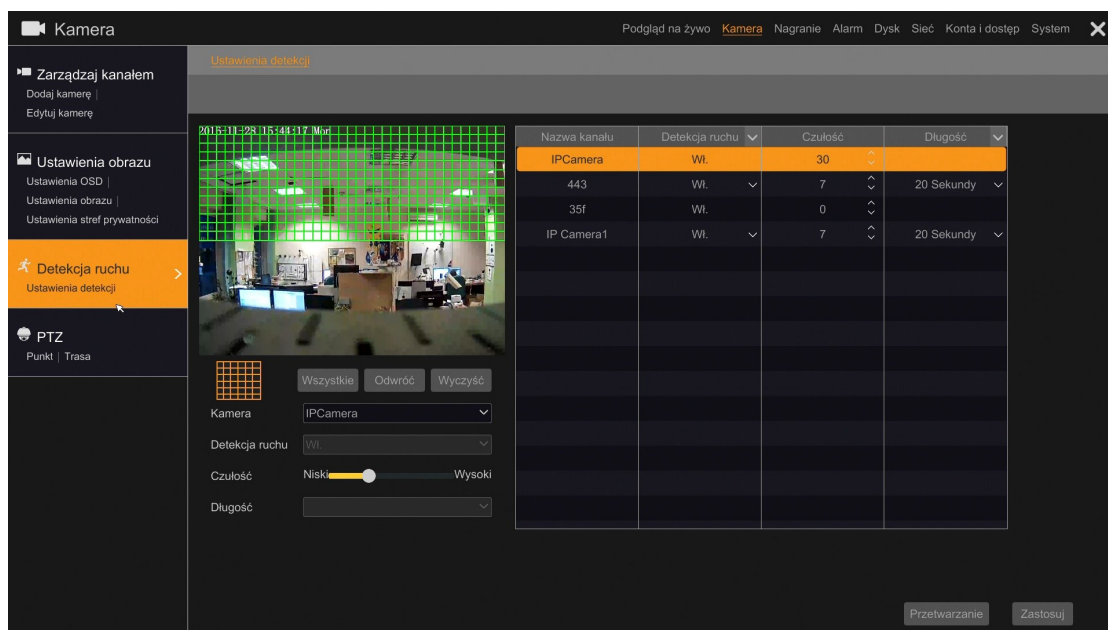 Kamera
Podgląd na żywo Kamera Nagranie Alarm Dysk Sieć Konta i dostęp System
Zarządzaj kanałem
Dodaj kamerę |
Edytuj kamerę
Ustawienia obrazu
Ustawienia OSD |
Ustawienia obrazu |
Ustawienia stref prywatności
Detekcja ruchu
Ustawienia detekcji
PTZ
Punkt | Trasa
Ustawienia detekcji
2015-11-28 15:44:17 Mon
Wszystkie Odwróć Wyczyść
Kamera IPCamera
Detekcja ruchu Wł.
Czułość Niski Wysoki
Długość
Nazwa kanału Detekcja ruchu Czułość Długość
IPCamera Wł. 30
443 Wł. 7 20 Sekundy
35f Wł. 0
IP Camera1 Wł. 7 20 Sekundy
Przetwarzanie Zastosuj